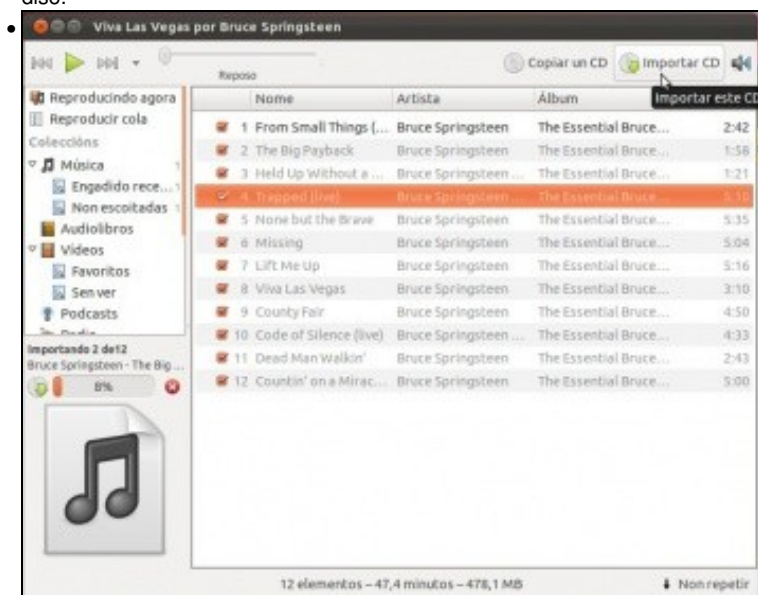 Viva Las Vegas por Bruce Springsteen
Reposo
Copiar un CD
Importar CD
Importar este CD
Reproducindo agora
Reproducir cola
Coleccións
Música
Engadido rece...
Non escoitadas
Audiolibros
Vídeos
Favoritos
Sen ver
Podcasts
Importando 2 de12
Bruce Springsteen - The Big ...
8%
Nome Artista Álbum
1 From Small Things (... Bruce Springsteen The Essential Bruce... 2:42
2 The Big Payback Bruce Springsteen The Essential Bruce... 1:58
3 Held Up Without a ... Bruce Springsteen ... The Essential Bruce... 1:21
4 Trapped (live) Bruce Springsteen ... The Essential Bruce... 5:10
5 None but the Brave Bruce Springsteen The Essential Bruce... 5:35
6 Missing Bruce Springsteen The Essential Bruce... 5:04
7 Lift Me Up Bruce Springsteen The Essential Bruce... 5:16
8 Viva Las Vegas Bruce Springsteen The Essential Bruce... 3:10
9 County Fair Bruce Springsteen The Essential Bruce... 4:50
10 Code of Silence (live) Bruce Springsteen ... The Essential Bruce... 4:33
11 Dead Man Walkin' Bruce Springsteen The Essential Bruce... 2:43
12 Countin' on a Mirac... Bruce Springsteen The Essential Bruce... 5:00
12 elementos – 47,4 minutos – 478,1 MB
Non repetir